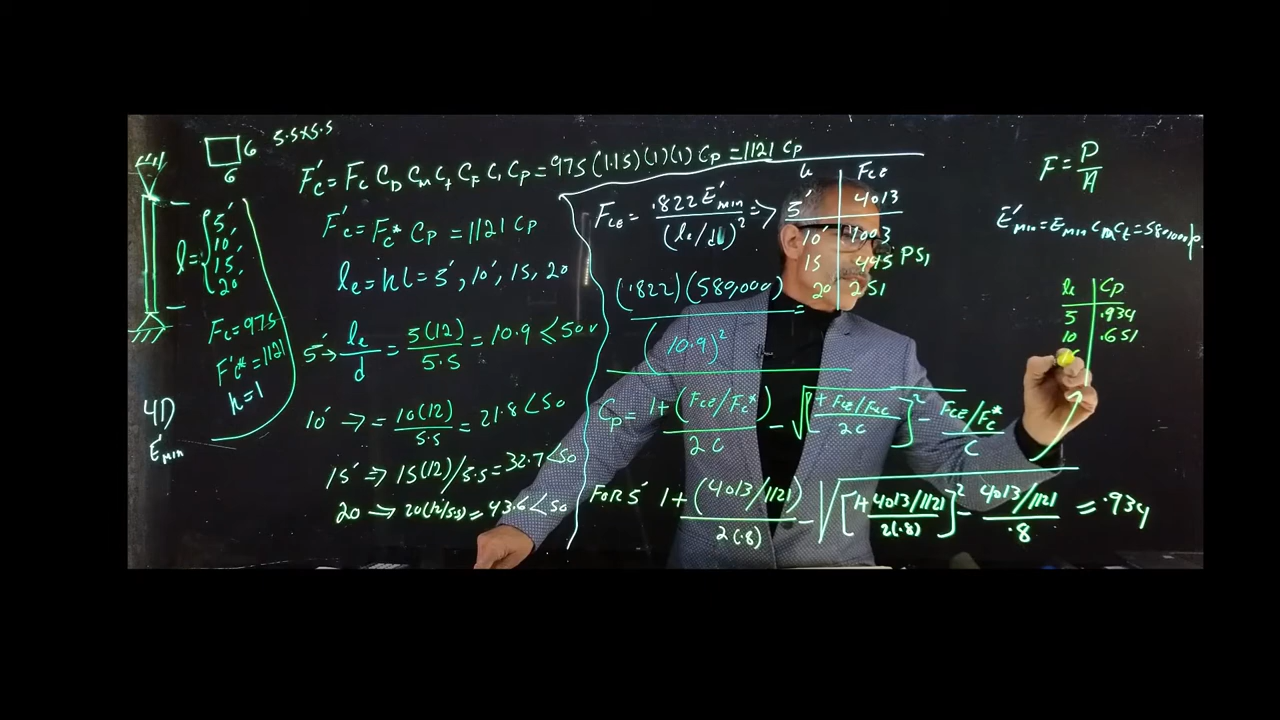 5.5x5.5
6
6
l = { 5', 10', 15', 20'
Fc = 975
F'c* = 1121
k=1
4D
E'min
F'c = Fc CD CM Ct CF Ci Cp = 975 (1.15)(1)(1) Cp = 1121 Cp
F'c = Fc* Cp = 1121 Cp
le = kl = 5', 10', 15, 20
5' → le/d = 5(12)/5.5 = 10.9 ≤ 50 ✓
10' → = 10(12)/5.5 = 21.8 < 50
15' ⇒ 15(12)/5.5 = 32.7 < 50
20 → 20(12/5.5) = 43.6 < 50
FcE = .822 E'min / (le/d)² =>
le FcE
5' 4013
10' 1003
15 445 PSI
20 251
(.822)(580,000) / (10.9)² =
Cp = 1+(FcE/Fc*) / 2c - √[1+FcE/Fc / 2c]² - FcE/Fc* / c
FOR 5' 1+(4013/1121) / 2(.8) - √[1+4013/1121 / 2(.8)]² - 4013/1121 / .8 = .934
F = P/A
E'min = Emin CM Ct = 580,000 p.
le Cp
5 .934
10 .651